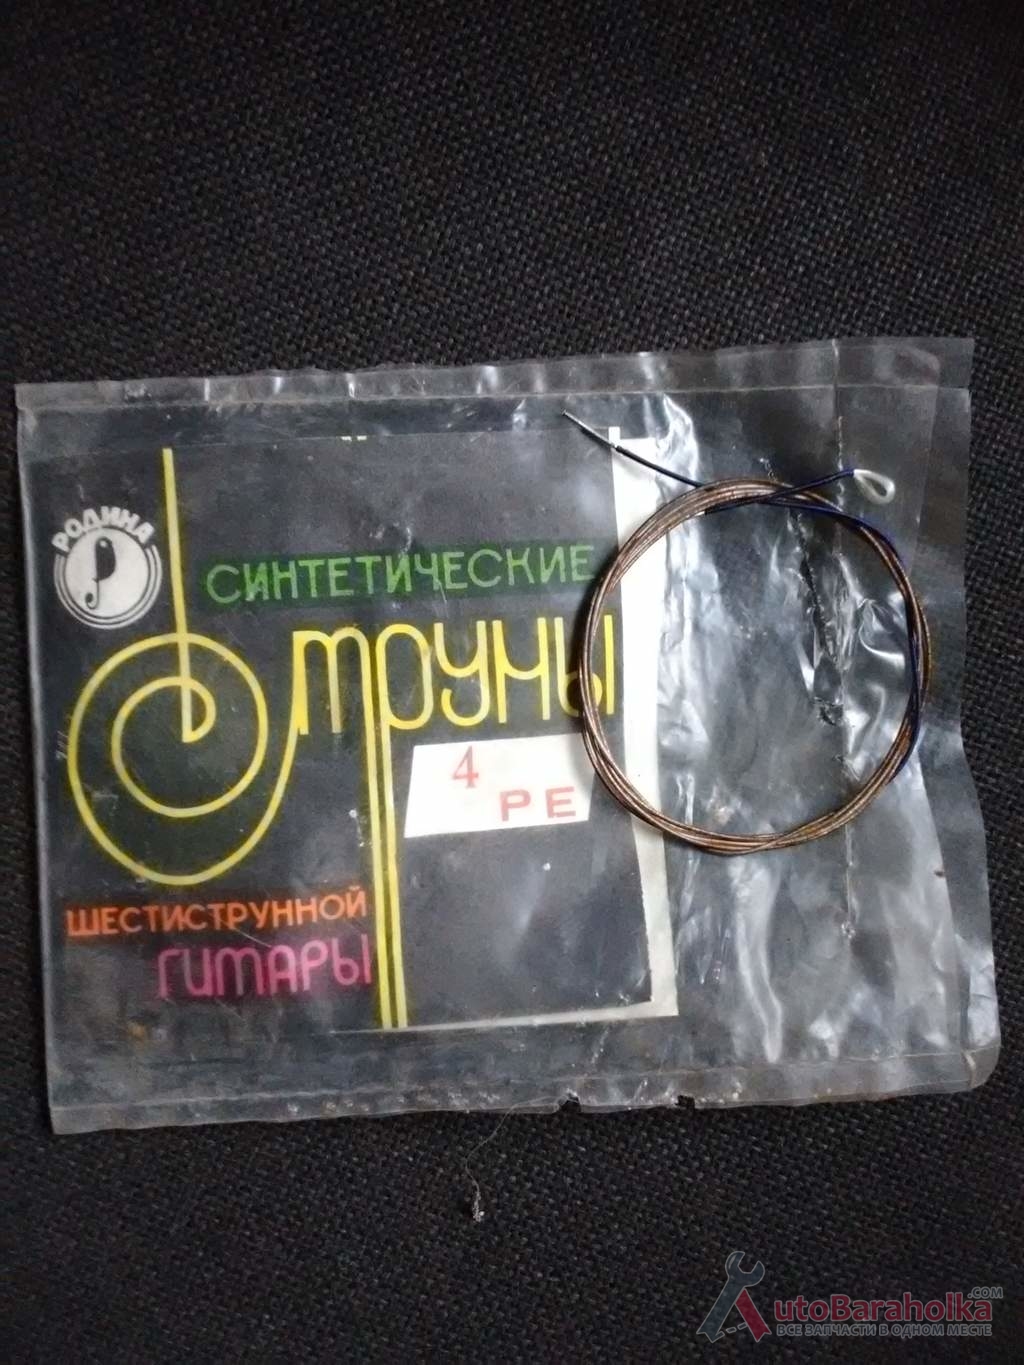 РОДИНА
СИНТЕТИЧЕСКИЕ
Струны
4
РЕ
ШЕСТИСТРУННОЙ
ГИТАРЫ
AutoBaraholka.COM
ВСЕ ЗАПЧАСТИ В ОДНОМ МЕСТЕ